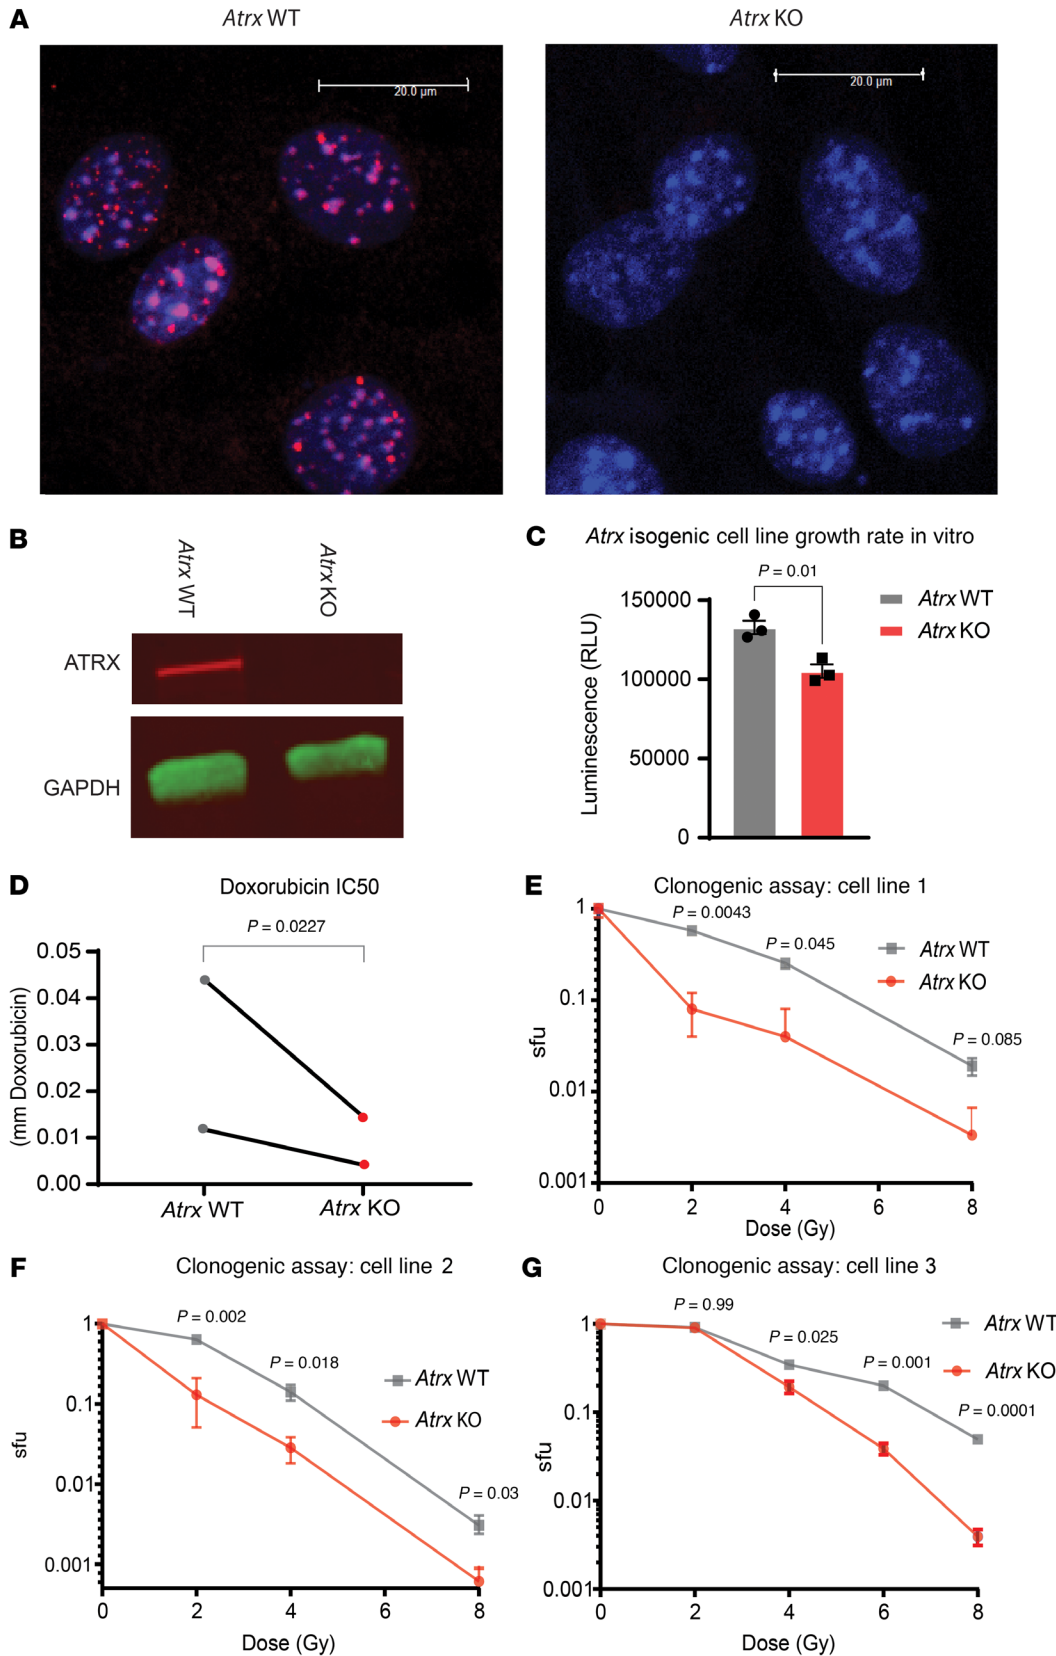 A
Atrx WT
Atrx KO
20.0 µm
20.0 µm
B
Atrx WT
Atrx KO
ATRX
GAPDH
C
Atrx isogenic cell line growth rate in vitro
P = 0.01
Atrx WT
Atrx KO
Luminescence (RLU)
150000
100000
50000
0
D
Doxorubicin IC50
P = 0.0227
(mm Doxorubicin)
0.05
0.04
0.03
0.02
0.01
0.00
Atrx WT
Atrx KO
E
Clonogenic assay: cell line 1
P = 0.0043
P = 0.045
P = 0.085
Atrx WT
Atrx KO
sfu
1
0.1
0.01
0.001
0
2
4
6
8
Dose (Gy)
F
Clonogenic assay: cell line 2
P = 0.002
P = 0.018
P = 0.03
Atrx WT
Atrx KO
sfu
1
0.1
0.01
0.001
0
2
4
6
8
Dose (Gy)
G
Clonogenic assay: cell line 3
P = 0.99
P = 0.025
P = 0.001
P = 0.0001
Atrx WT
Atrx KO
sfu
1
0.1
0.01
0.001
0
2
4
6
8
Dose (Gy)